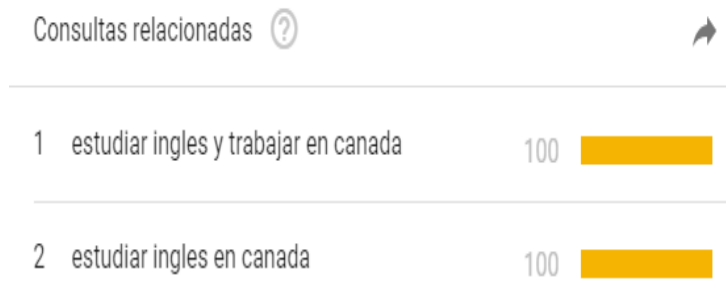 Consultas relacionadas ?
1 estudiar ingles y trabajar en canada 100
2 estudiar ingles en canada 100